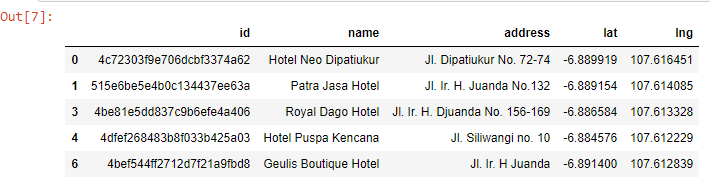 Out[7]:
id name address lat lng
0 4c72303f9e706dcbf3374a62 Hotel Neo Dipatiukur Jl. Dipatiukur No. 72-74 -6.889919 107.616451
1 515e6be5e4b0c134437ee63a Patra Jasa Hotel Jl. Ir. H. Juanda No.132 -6.889154 107.614085
3 4be81e5dd837c9b6efe4a406 Royal Dago Hotel Jl. Ir. H. Djuanda No. 156-169 -6.886584 107.613328
4 4dfef268483b8f033b425a03 Hotel Puspa Kencana Jl. Siliwangi no. 10 -6.884576 107.612229
6 4bef544ff2712d7f21a9fbd8 Geulis Boutique Hotel Jl. Ir. H Juanda -6.891400 107.612839